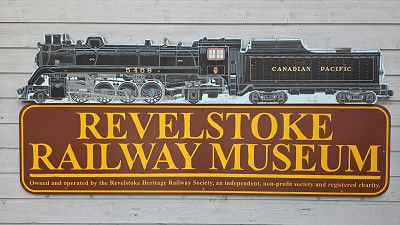 5468
CANADIAN PACIFIC
REVELSTOKE
RAILWAY MUSEUM
Owned and operated by the Revelstoke Heritage Railway Society, an independent, non-profit society and registered charity.